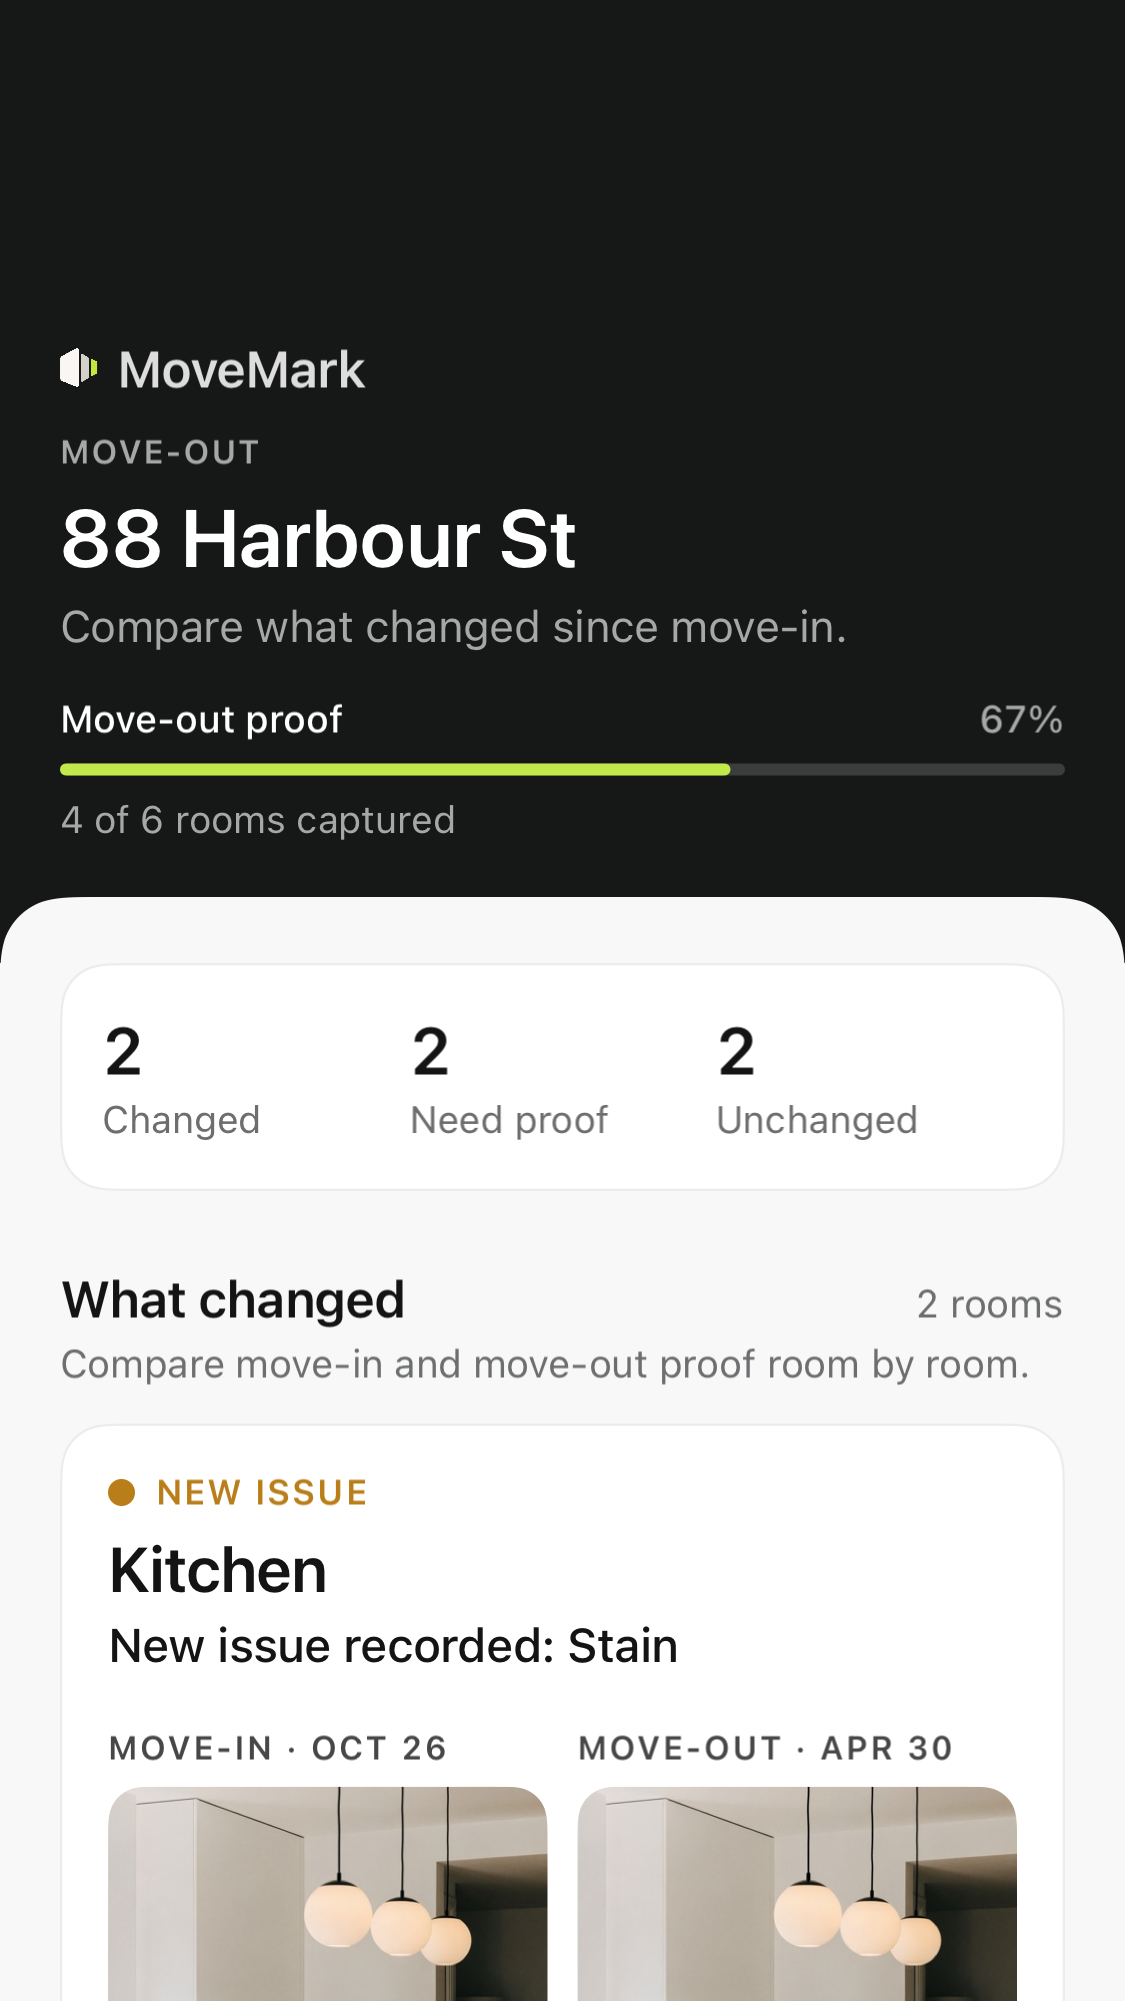 MoveMark
MOVE-OUT
88 Harbour St
Compare what changed since move-in.
Move-out proof 67%
4 of 6 rooms captured
2 2 2
Changed Need proof Unchanged
What changed 2 rooms
Compare move-in and move-out proof room by room.
NEW ISSUE
Kitchen
New issue recorded: Stain
MOVE-IN · OCT 26 MOVE-OUT · APR 30